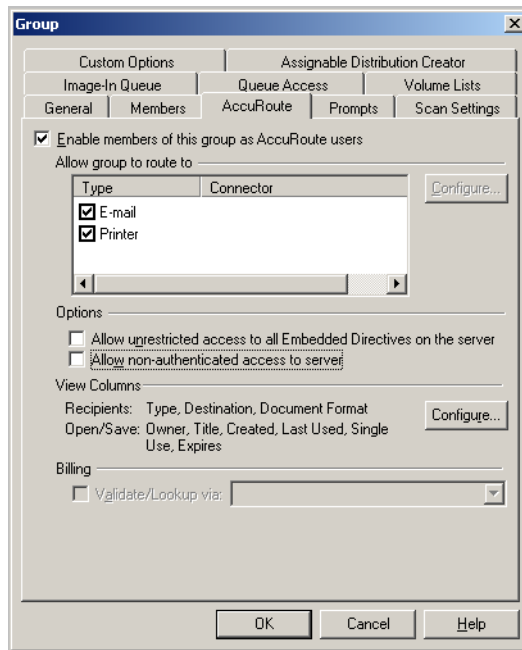 Group
Custom Options Assignable Distribution Creator
Image-In Queue Queue Access Volume Lists
General Members AccuRoute Prompts Scan Settings
Enable members of this group as AccuRoute users
Allow group to route to
Type Connector Configure...
E-mail
Printer
Options
Allow unrestricted access to all Embedded Directives on the server
Allow non-authenticated access to server
View Columns
Recipients: Type, Destination, Document Format Configure...
Open/Save: Owner, Title, Created, Last Used, Single
Use, Expires
Billing
Validate/Lookup via:
OK Cancel Help